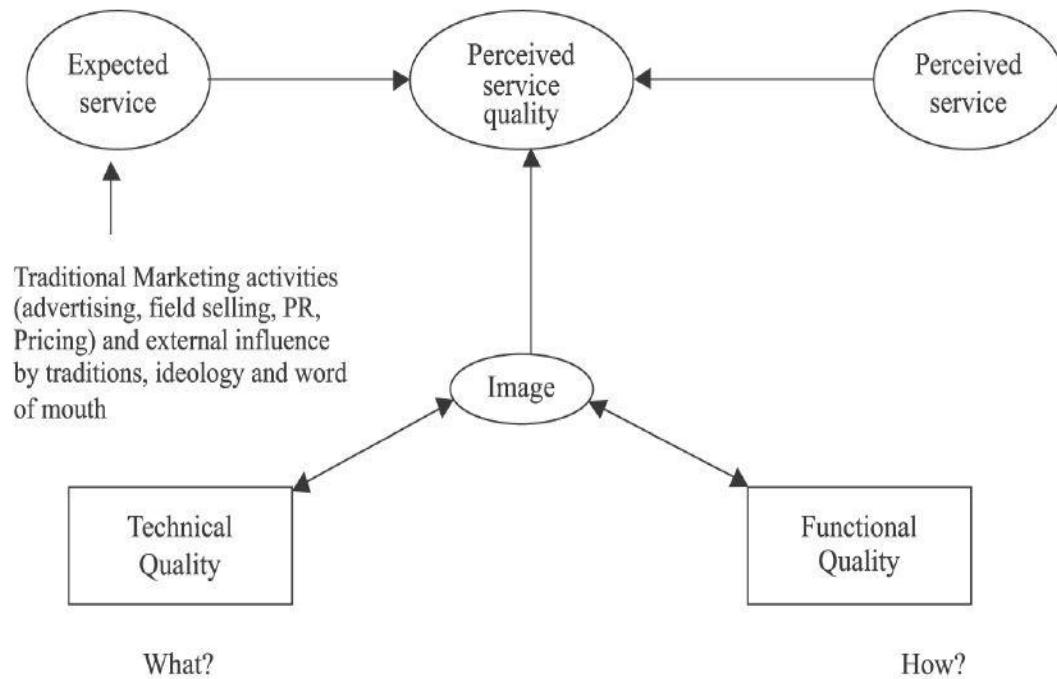 Expected
service
Perceived
service
quality
Perceived
service
Traditional Marketing activities
(advertising, field selling, PR,
Pricing) and external influence
by traditions, ideology and word
of mouth
Image
Technical
Quality
Functional
Quality
What?
How?